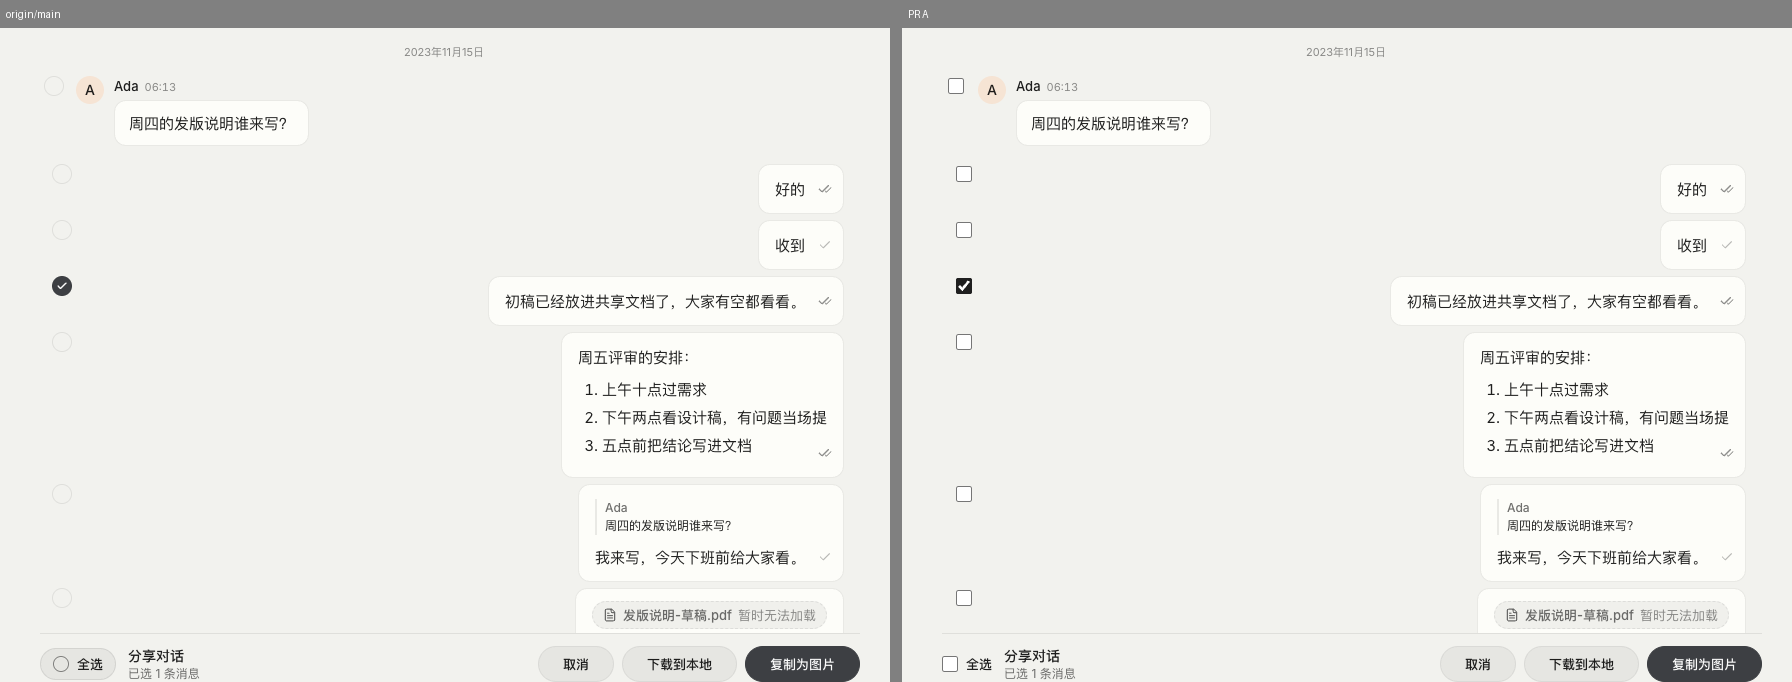 origin/main
2023年11月15日
A
Ada 06:13
周四的发版说明谁来写?
好的
收到
初稿已经放进共享文档了，大家有空都看看。
周五评审的安排：
1. 上午十点过需求
2. 下午两点看设计稿，有问题当场提
3. 五点前把结论写进文档
Ada
周四的发版说明谁来写?
我来写，今天下班前给大家看。
发版说明-草稿.pdf 暂时无法加载
全选
分享对话
已选 1 条消息
取消
下载到本地
复制为图片
PR A
2023年11月15日
A
Ada 06:13
周四的发版说明谁来写?
好的
收到
初稿已经放进共享文档了，大家有空都看看。
周五评审的安排：
1. 上午十点过需求
2. 下午两点看设计稿，有问题当场提
3. 五点前把结论写进文档
Ada
周四的发版说明谁来写?
我来写，今天下班前给大家看。
发版说明-草稿.pdf 暂时无法加载
全选
分享对话
已选 1 条消息
取消
下载到本地
复制为图片